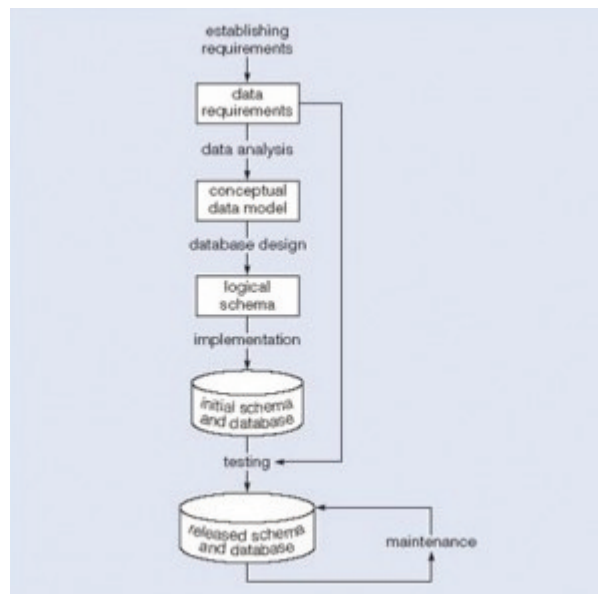 establishing
requirements
data
requirements
data analysis
conceptual
data model
database design
logical
schema
implementation
initial schema
and database
testing
released schema
and database
maintenance